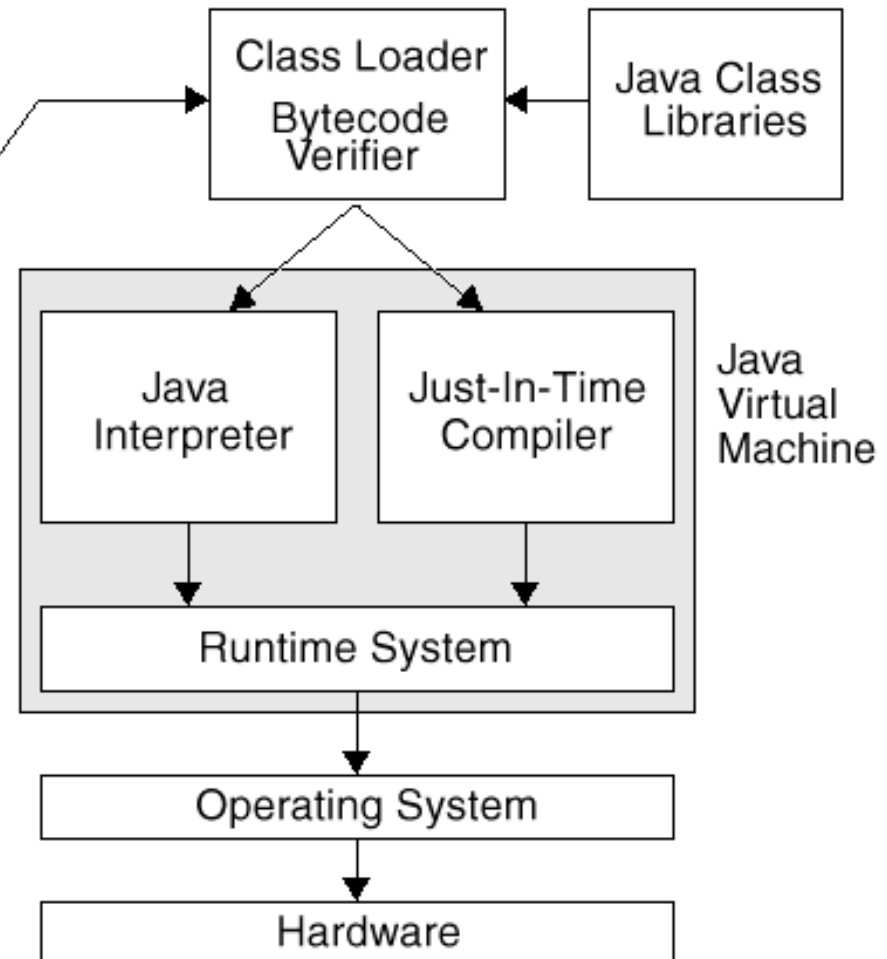 Class Loader
Bytecode
Verifier
Java Class
Libraries
Java
Interpreter
Just-In-Time
Compiler
Java
Virtual
Machine
Runtime System
Operating System
Hardware